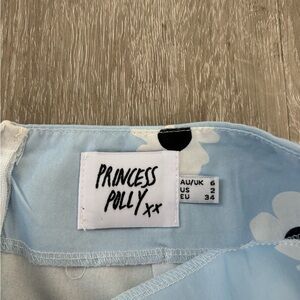 PRINCESS
POLLY xx
AU/UK 6
US 2
EU 34